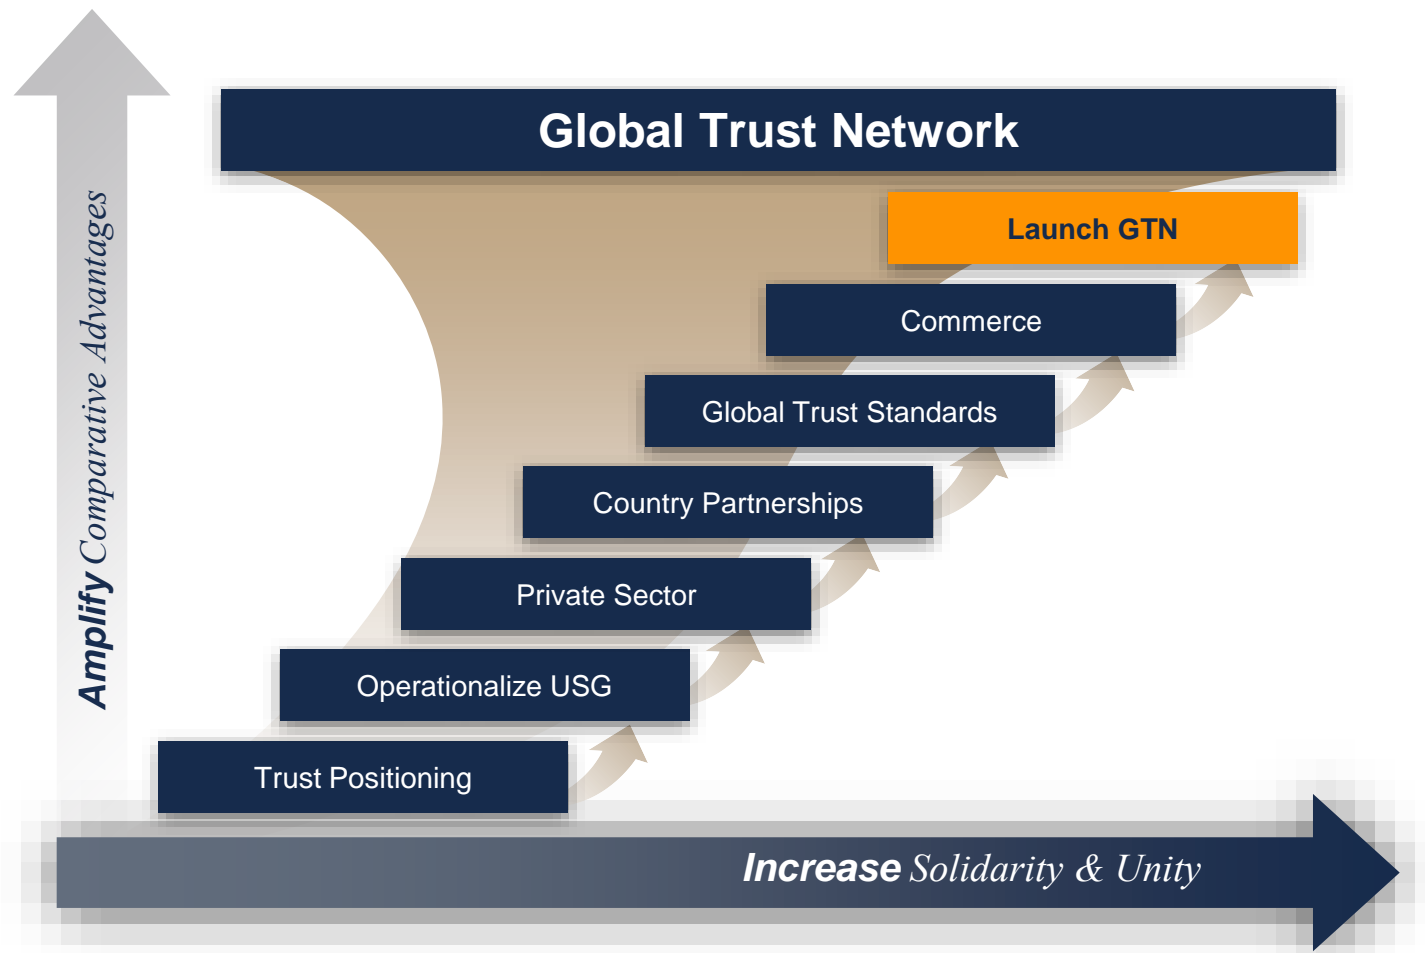 Global Trust Network
Launch GTN
Commerce
Global Trust Standards
Country Partnerships
Private Sector
Operationalize USG
Trust Positioning
Amplify Comparative Advantages
Increase Solidarity & Unity